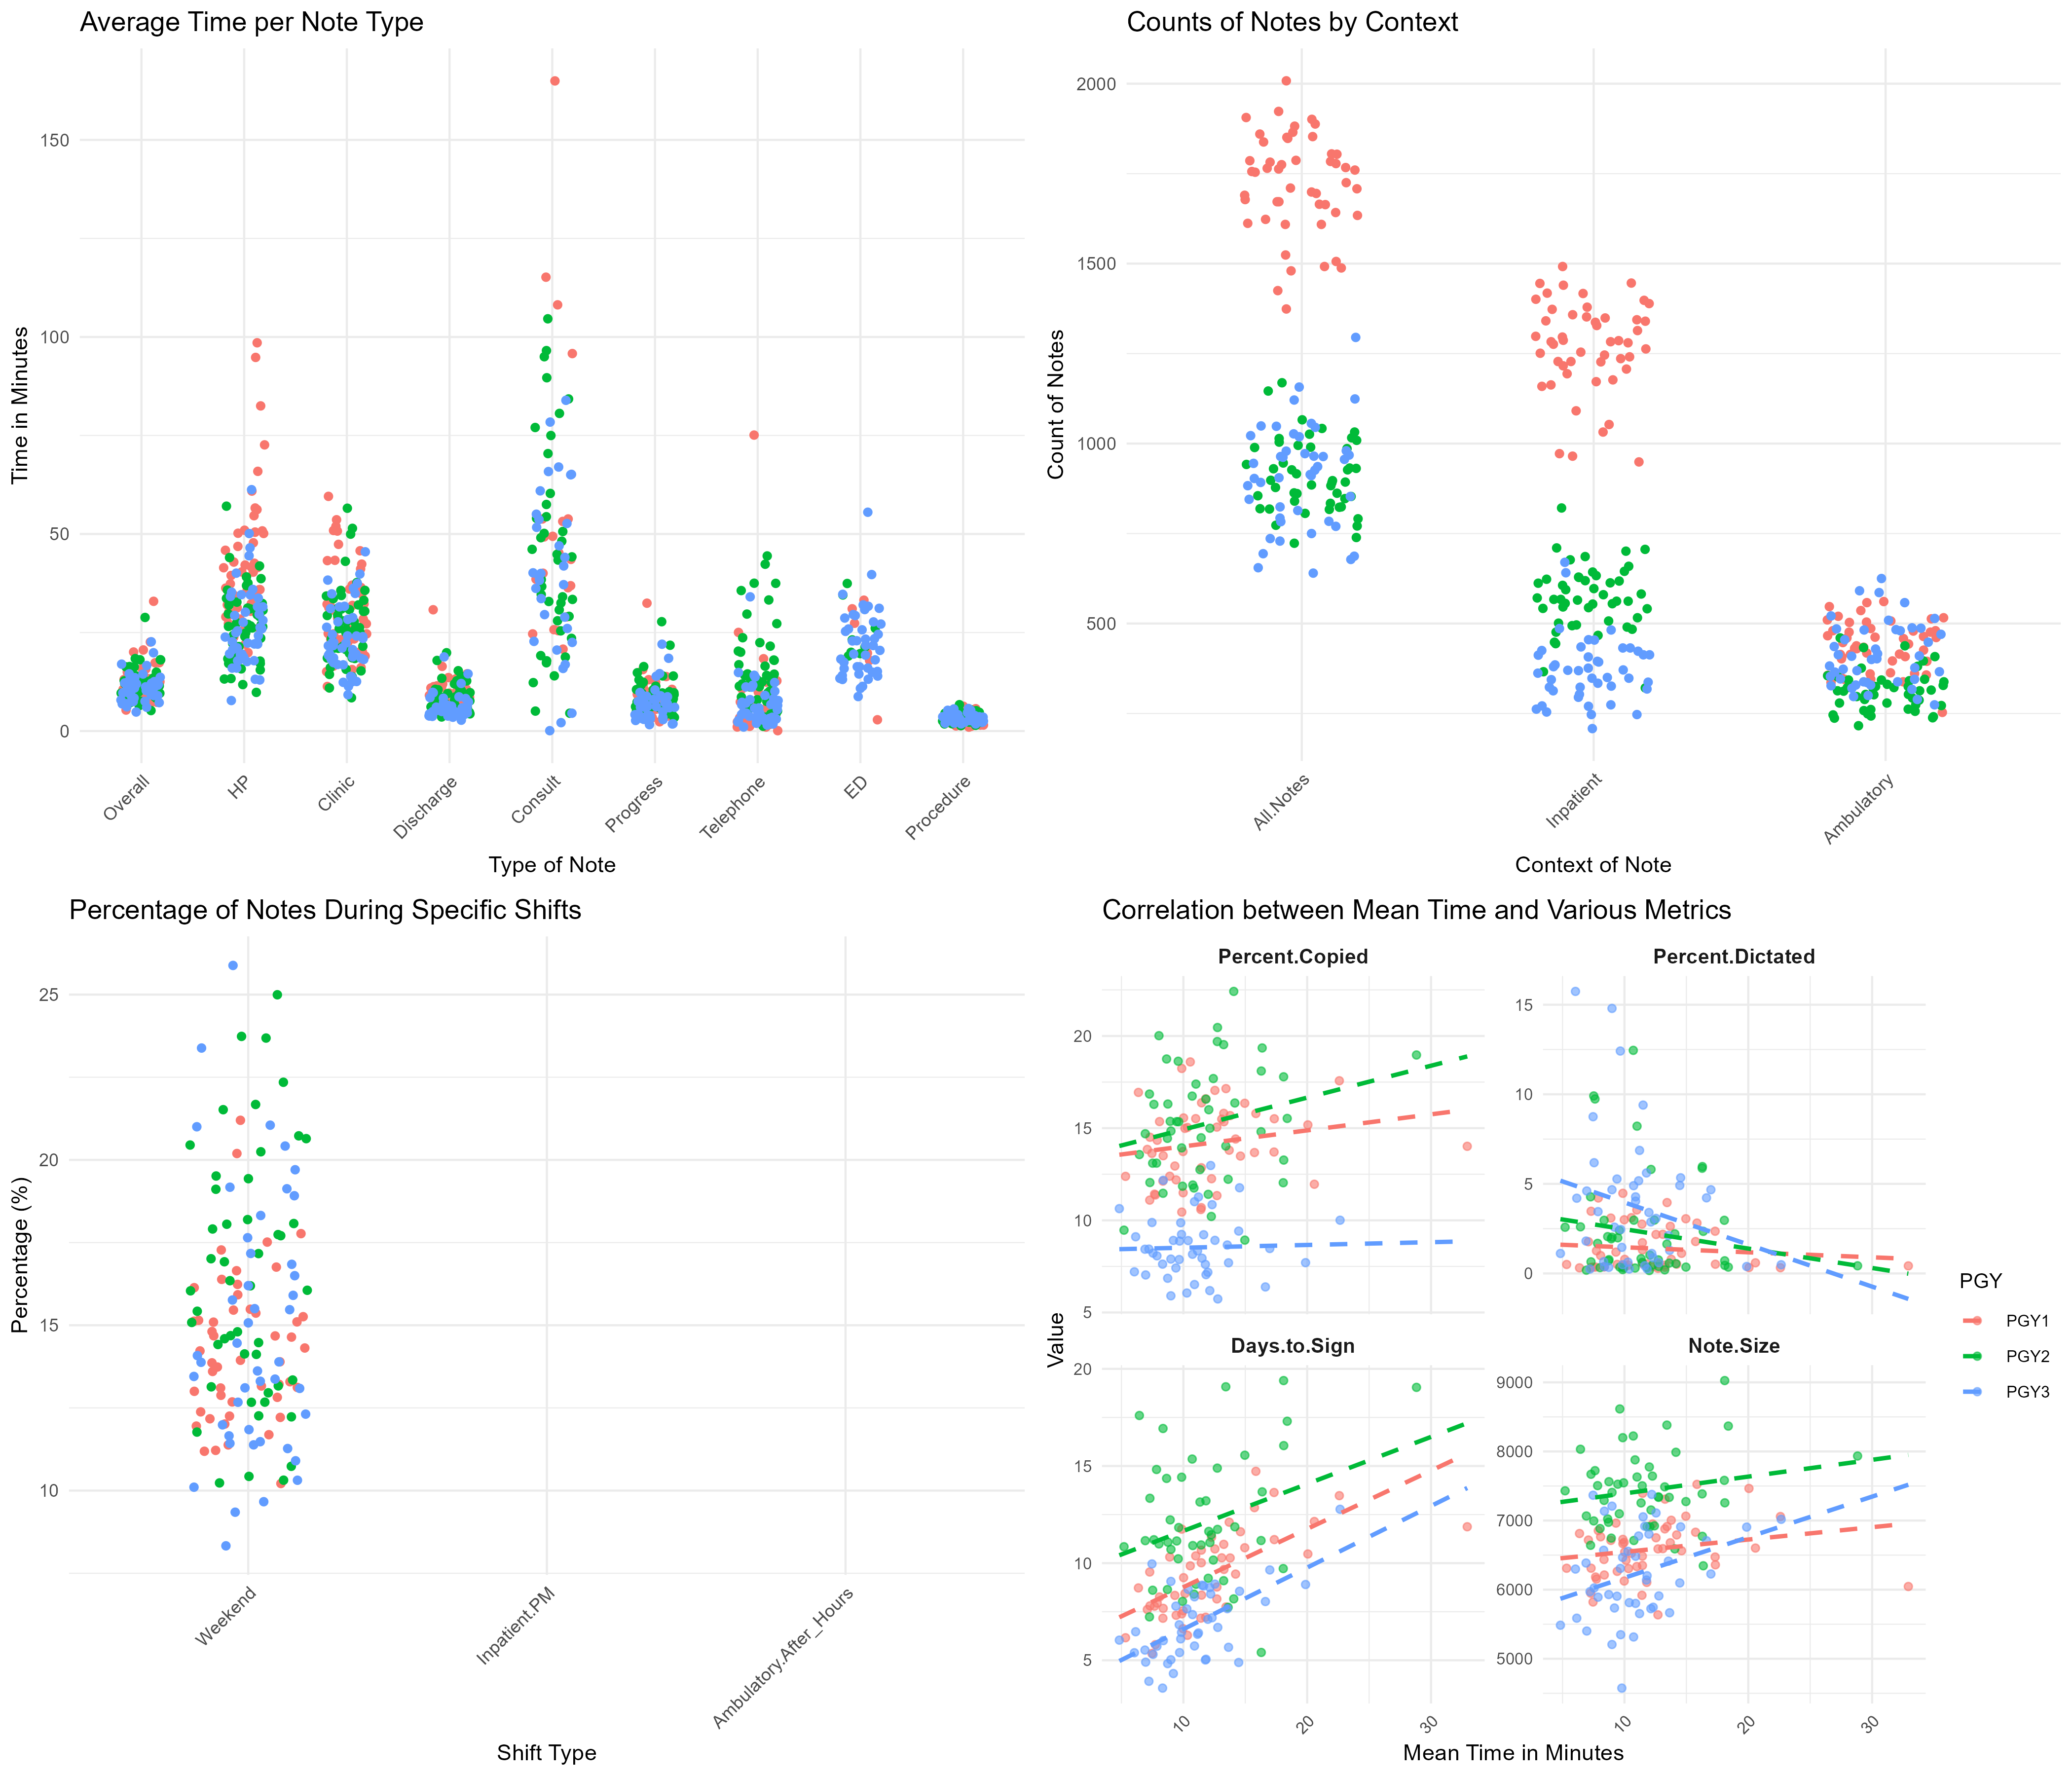 Average Time per Note Type
150
100
50
0
Time in Minutes
Overall
HP
Clinic
Discharge
Consult
Progress
Telephone
ED
Procedure
Type of Note
Counts of Notes by Context
2000
1500
1000
500
Count of Notes
All.Notes
Inpatient
Ambulatory
Context of Note
Percentage of Notes During Specific Shifts
25
20
15
10
Percentage (%)
Weekend
Inpatient.PM
Ambulatory.After_Hours
Shift Type
Correlation between Mean Time and Various Metrics
Percent.Copied
20
15
10
5
Percent.Dictated
15
10
5
0
Value
Days.to.Sign
20
15
10
5
10
20
30
Note.Size
9000
8000
7000
6000
5000
10
20
30
Mean Time in Minutes
PGY
PGY1
PGY2
PGY3